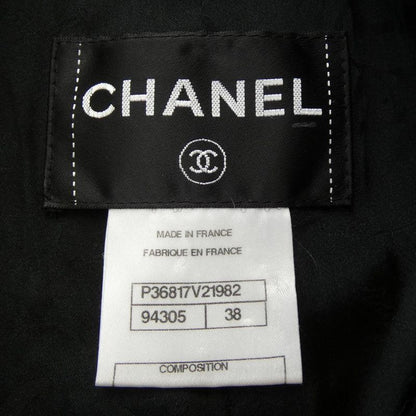 CHANEL
MADE IN FRANCE
FABRIQUE EN FRANCE
P36817V21982
94305 38
COMPOSITION